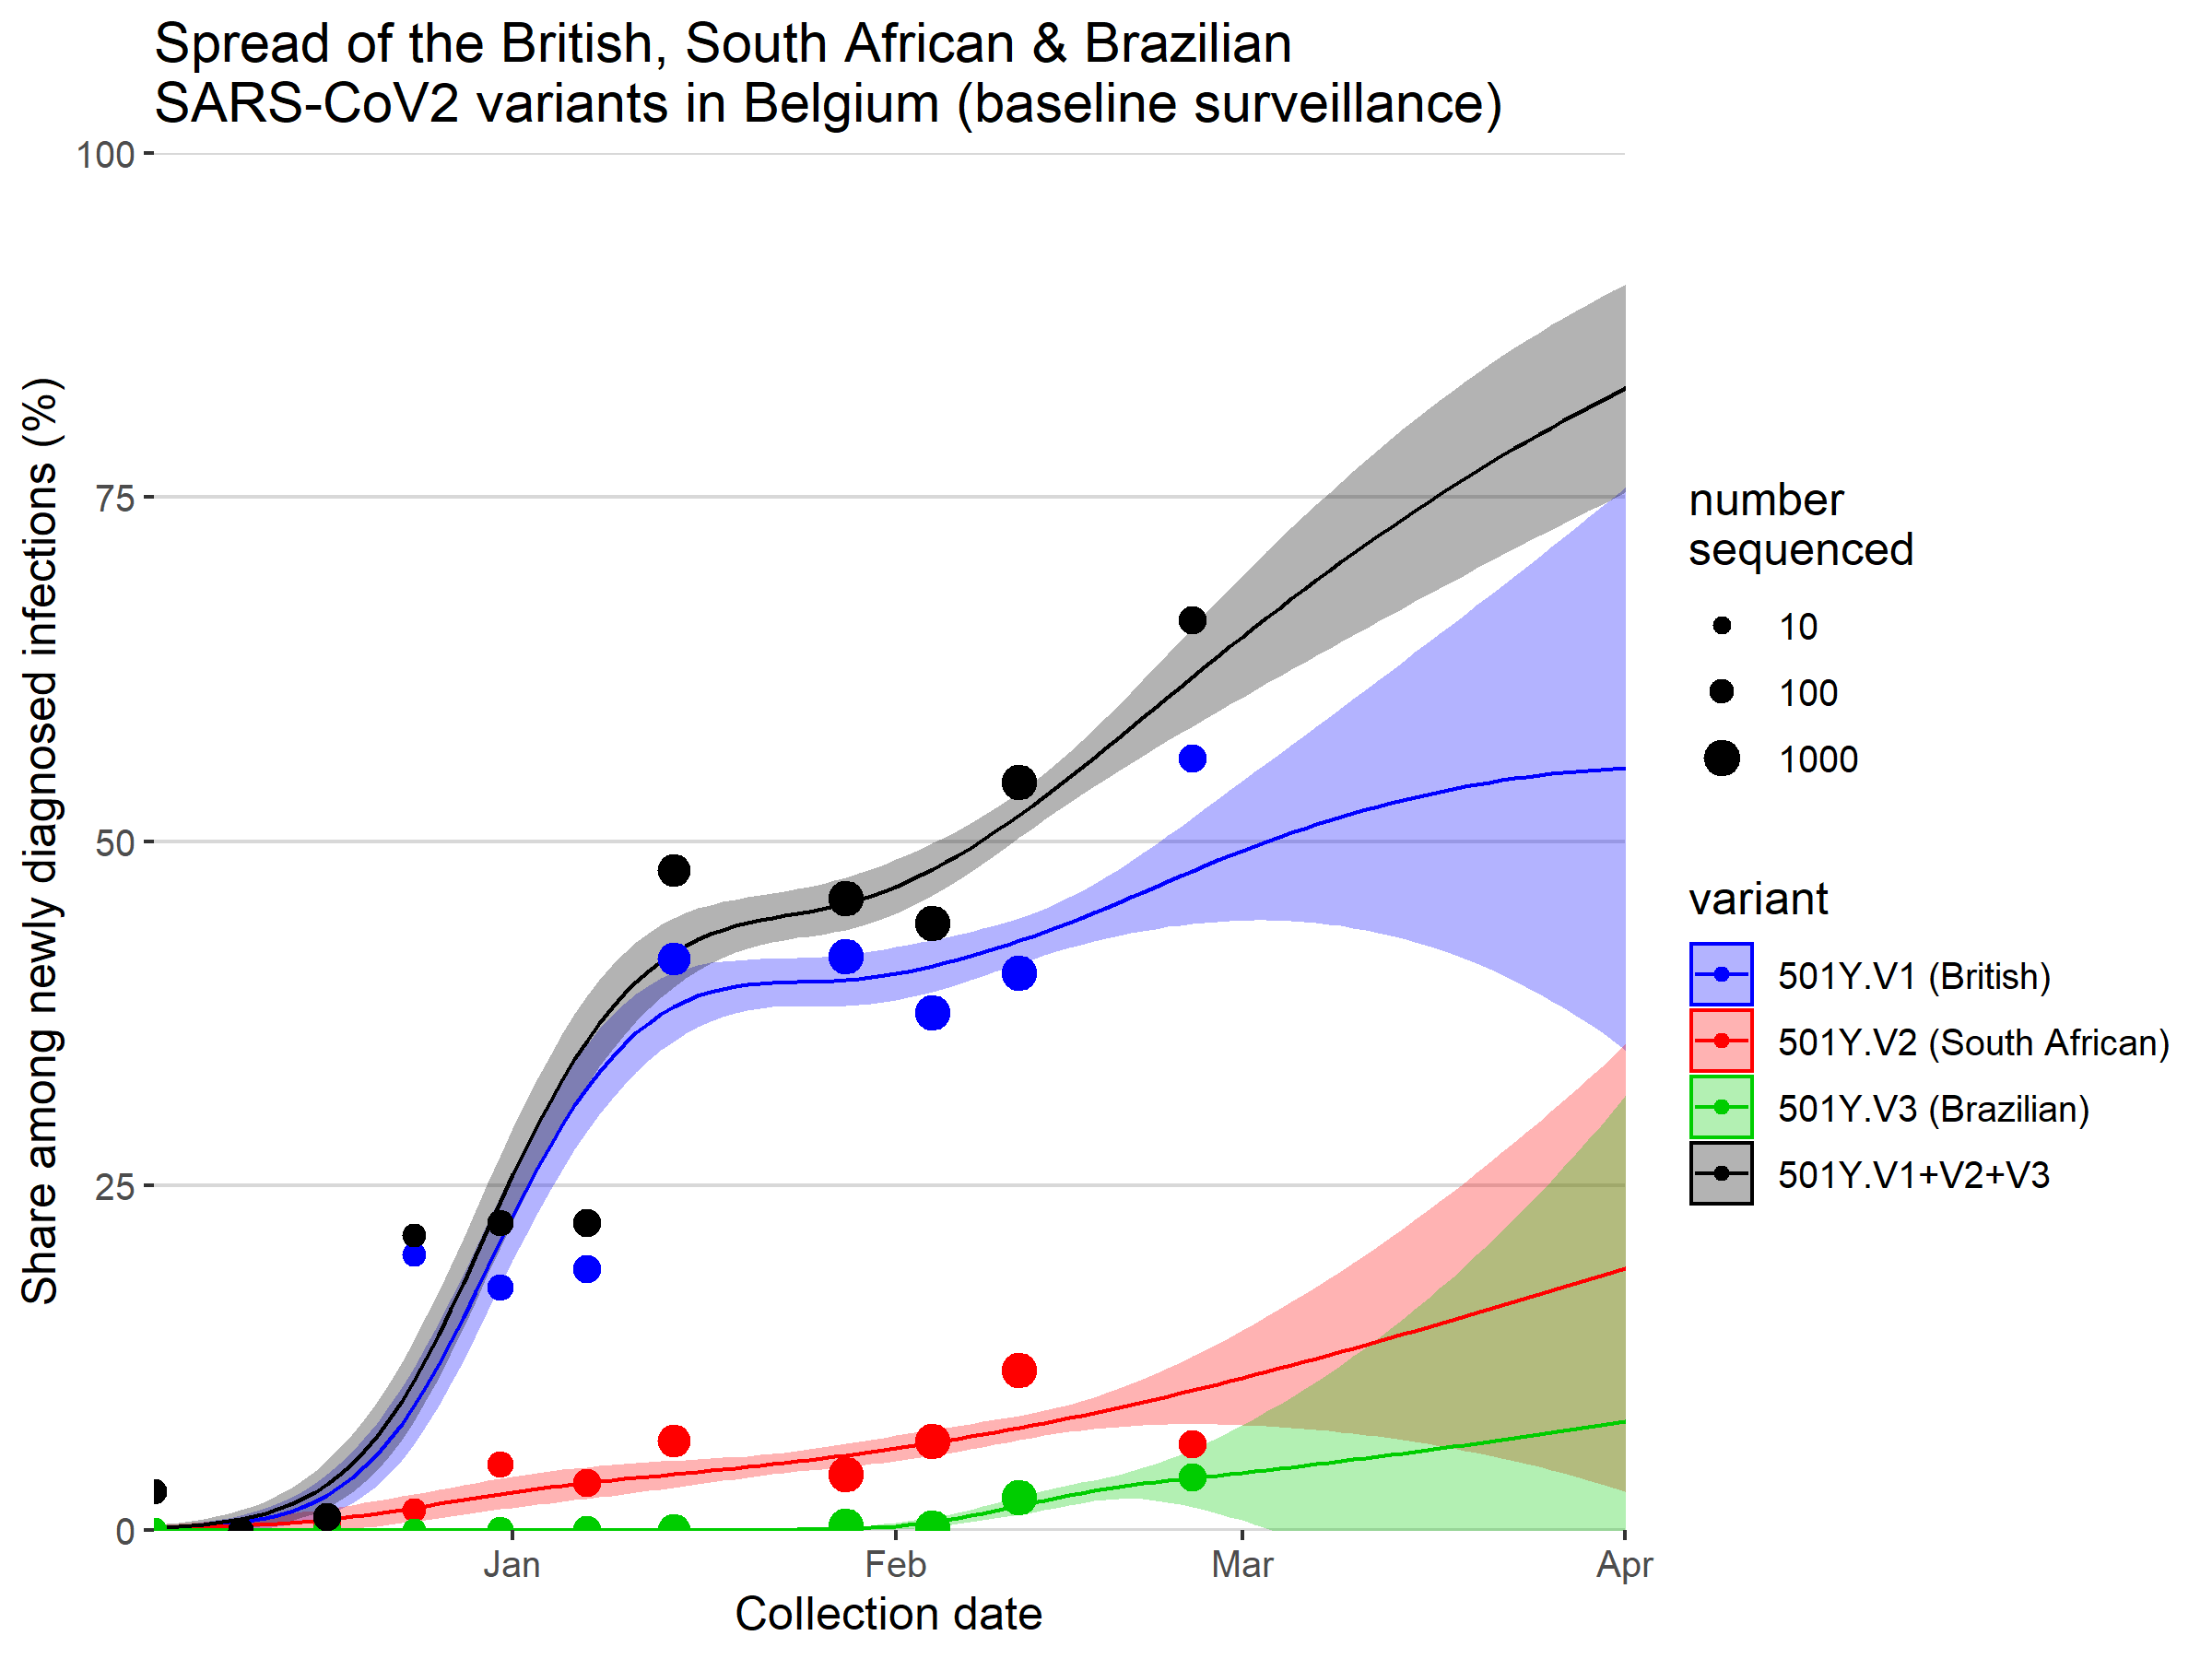 Spread of the British, South African & Brazilian
SARS-CoV2 variants in Belgium (baseline surveillance)
Share among newly diagnosed infections (%)
100
75
50
25
0
Jan
Feb
Mar
Apr
Collection date
number
sequenced
10
100
1000
variant
501Y.V1 (British)
501Y.V2 (South African)
501Y.V3 (Brazilian)
501Y.V1+V2+V3